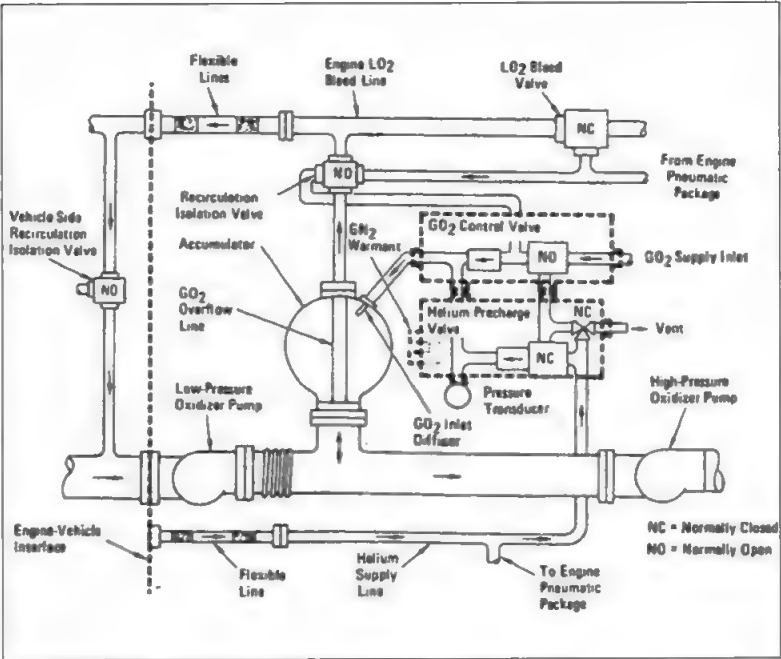 Flexible
Lines
Engine LO2
Bleed Line
LO2 Bleed
Valve
NC
From Engine
Pneumatic
Package
NO
Recirculation
Isolation Valve
Vehicle Side
Recirculation
Isolation Valve
NO
Accumulator
GN2
Warmant
GO2 Control Valve
NO
GO2 Supply Inlet
GO2
Overflow
Line
Helium Precharge
Valve
NC
Vent
NC
Low-Pressure
Oxidizer Pump
Pressure
Transducer
High-Pressure
Oxidizer Pump
GO2 Inlet
Diffuser
Engine-Vehicle
Interface
Flexible
Line
Helium
Supply
Line
To Engine
Pneumatic
Package
NC = Normally Closed
NO = Normally Open